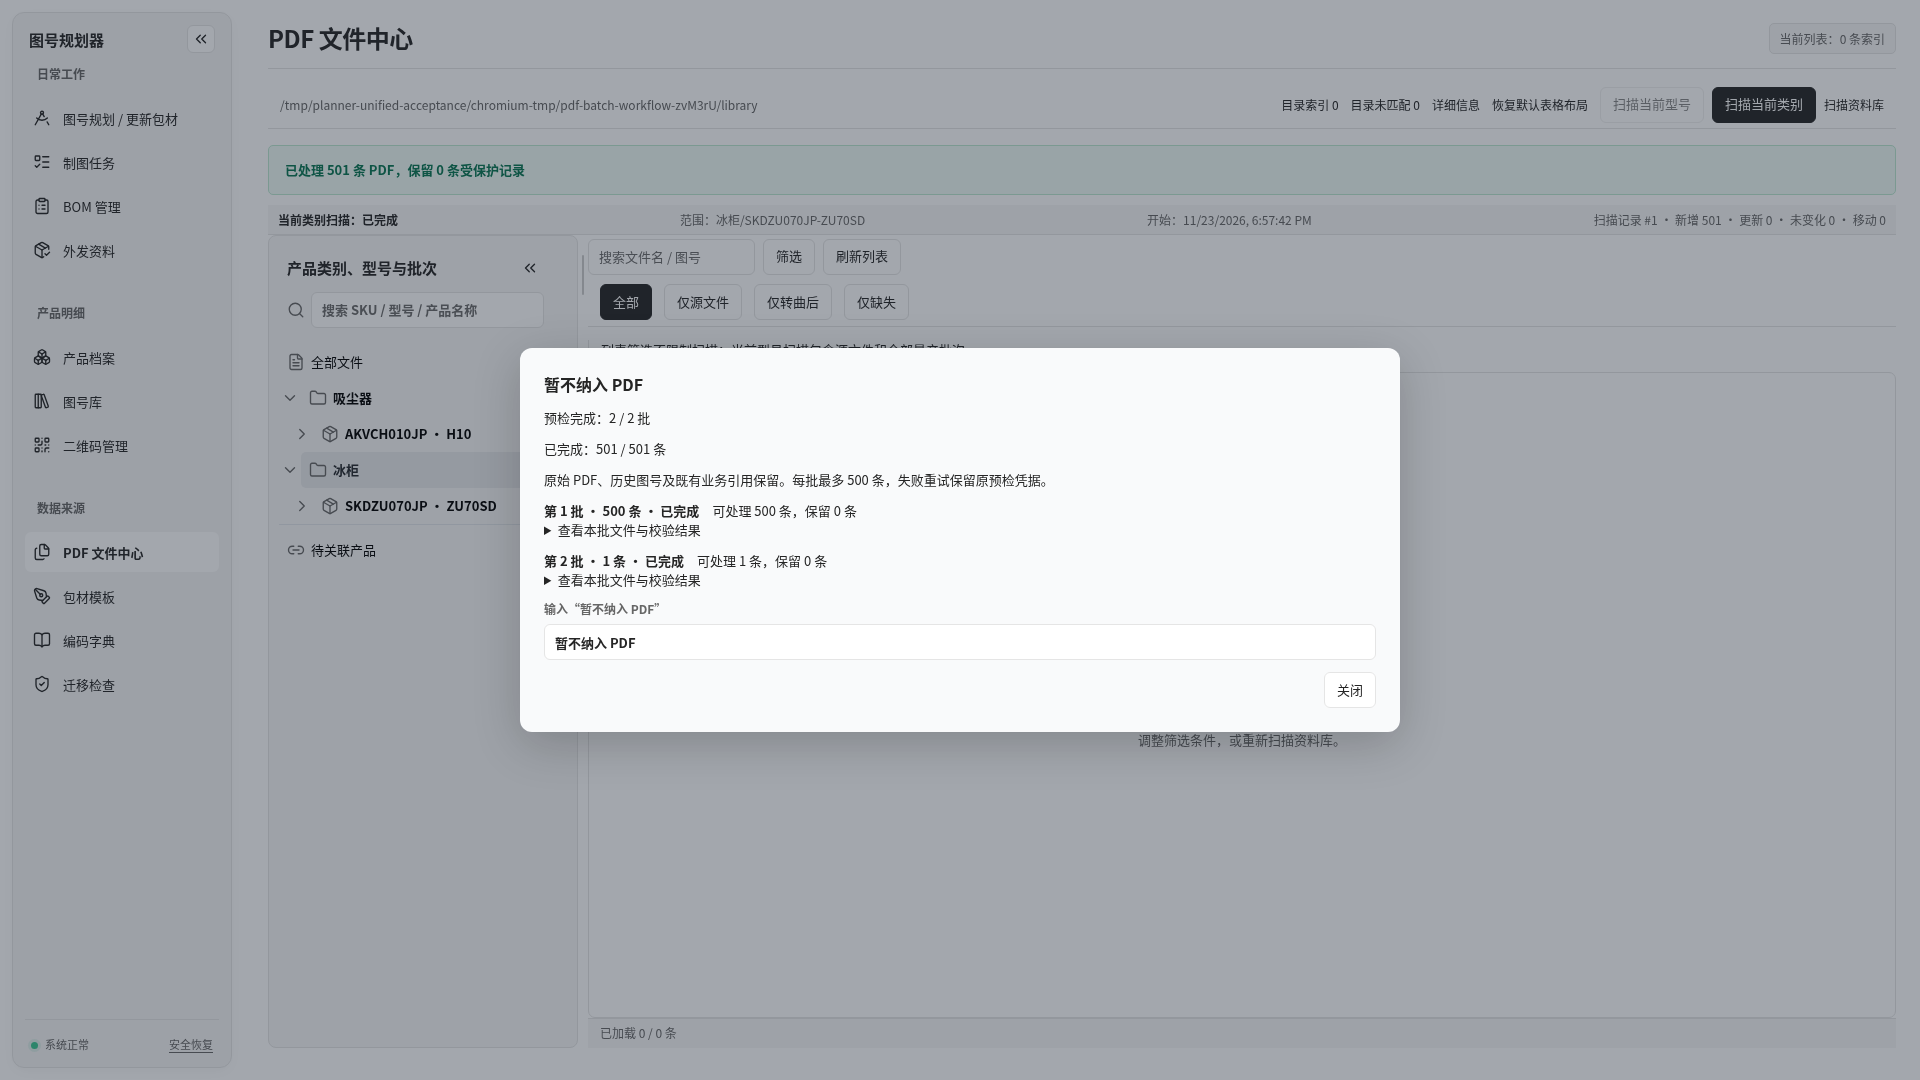 图号规划器
日常工作
图号规划 / 更新包材
制图任务
BOM 管理
外发资料
产品明细
产品档案
图号库
二维码管理
数据来源
PDF 文件中心
包材模板
编码字典
迁移检查
系统正常
安全恢复
PDF 文件中心
当前列表：0 条索引
/tmp/planner-unified-acceptance/chromium-tmp/pdf-batch-workflow-zvM3rU/library
目录索引 0 目录未匹配 0 详细信息 恢复默认表格布局 扫描当前型号 扫描当前类别 扫描资料库
已处理 501 条 PDF，保留 0 条受保护记录
当前类别扫描：已完成 范围：冰柜/SKDZU070JP-ZU70SD 开始：11/23/2026, 6:57:42 PM 扫描记录 #1 · 新增 501 · 更新 0 · 未变化 0 · 移动 0
产品类别、型号与批次
搜索 SKU / 型号 / 产品名称
全部文件
吸尘器
AKVCH010JP · H10
冰柜
SKDZU070JP · ZU70SD
待关联产品
搜索文件名 / 图号 筛选 刷新列表
全部 仅源文件 仅转曲后 仅缺失
暂不纳入 PDF
预检完成：2 / 2 批
已完成：501 / 501 条
原始 PDF、历史图号及既有业务引用保留。每批最多 500 条，失败重试保留原预检凭据。
第 1 批 · 500 条 · 已完成 可处理 500 条，保留 0 条
查看本批文件与校验结果
第 2 批 · 1 条 · 已完成 可处理 1 条，保留 0 条
查看本批文件与校验结果
输入“暂不纳入 PDF”
暂不纳入 PDF
关闭
调整筛选条件，或重新扫描资料库。
已加载 0 / 0 条